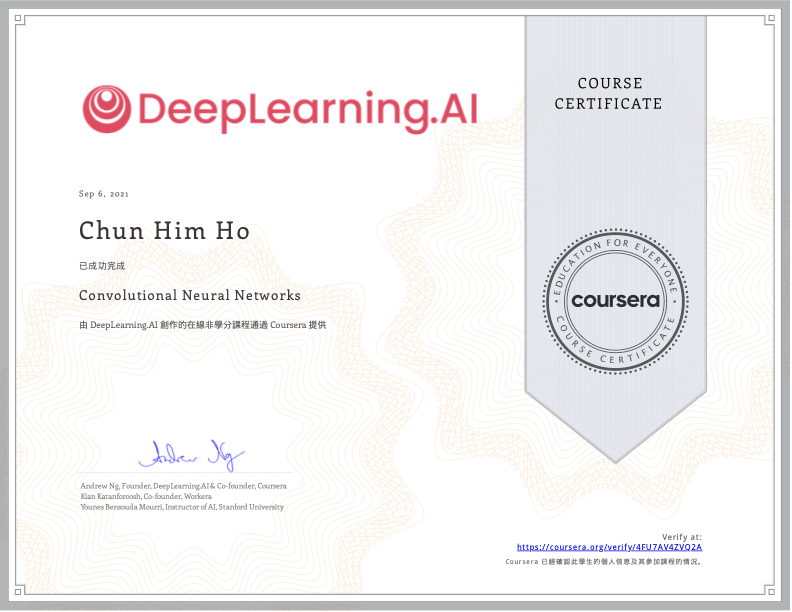 DeepLearning.AI
COURSE
CERTIFICATE
Sep 6, 2021
Chun Him Ho
已成功完成
Convolutional Neural Networks
由 DeepLearning.AI 創作的在線非學分課程通過 Coursera 提供
EDUCATION FOR EVERYONE
coursera
COURSE CERTIFICATE
Andrew Ng
Andrew Ng, Founder, DeepLearning.AI & Co-founder, Coursera
Kian Katanforoosh, Co-founder, Workera
Younes Bensouda Mourri, Instructor of AI, Stanford University
Verify at:
https://coursera.org/verify/4FU7AV4ZVQ2A
Coursera 已經確認此學生的個人信息及其參加課程的情況。